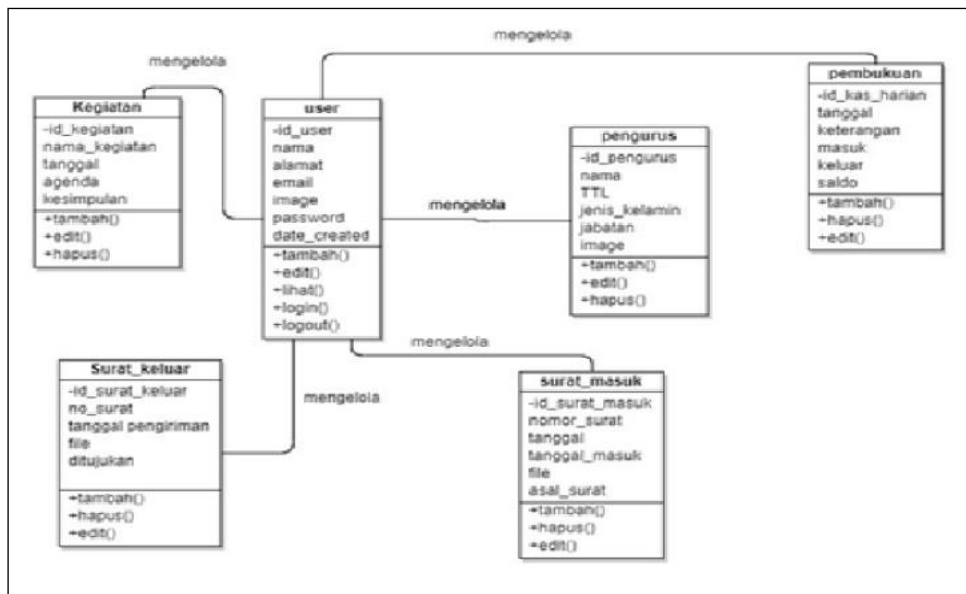 mengelola
mengelola
Kegiatan
-id_kegiatan
nama_kegiatan
tanggal
agenda
kesimpulan
+tambah()
+edit()
+hapus()
user
-id_user
nama
alamat
email
image
password
date_created
+tambah()
+edit()
+lihat()
+login()
+logout()
mengelola
pengurus
-id_pengurus
nama
TTL
jenis_kelamin
jabatan
image
+tambah()
+edit()
+hapus()
pembukuan
-id_kas_harian
tanggal
keterangan
masuk
keluar
saldo
+tambah()
+hapus()
+edit()
Surat_keluar
-id_surat_keluar
no_surat
tanggal pengiriman
file
ditujukan
+tambah()
+hapus()
+edit()
mengelola
mengelola
surat_masuk
-id_surat_masuk
nomor_surat
tanggal
tanggal_masuk
file
asal_surat
+tambah()
+hapus()
+edit()